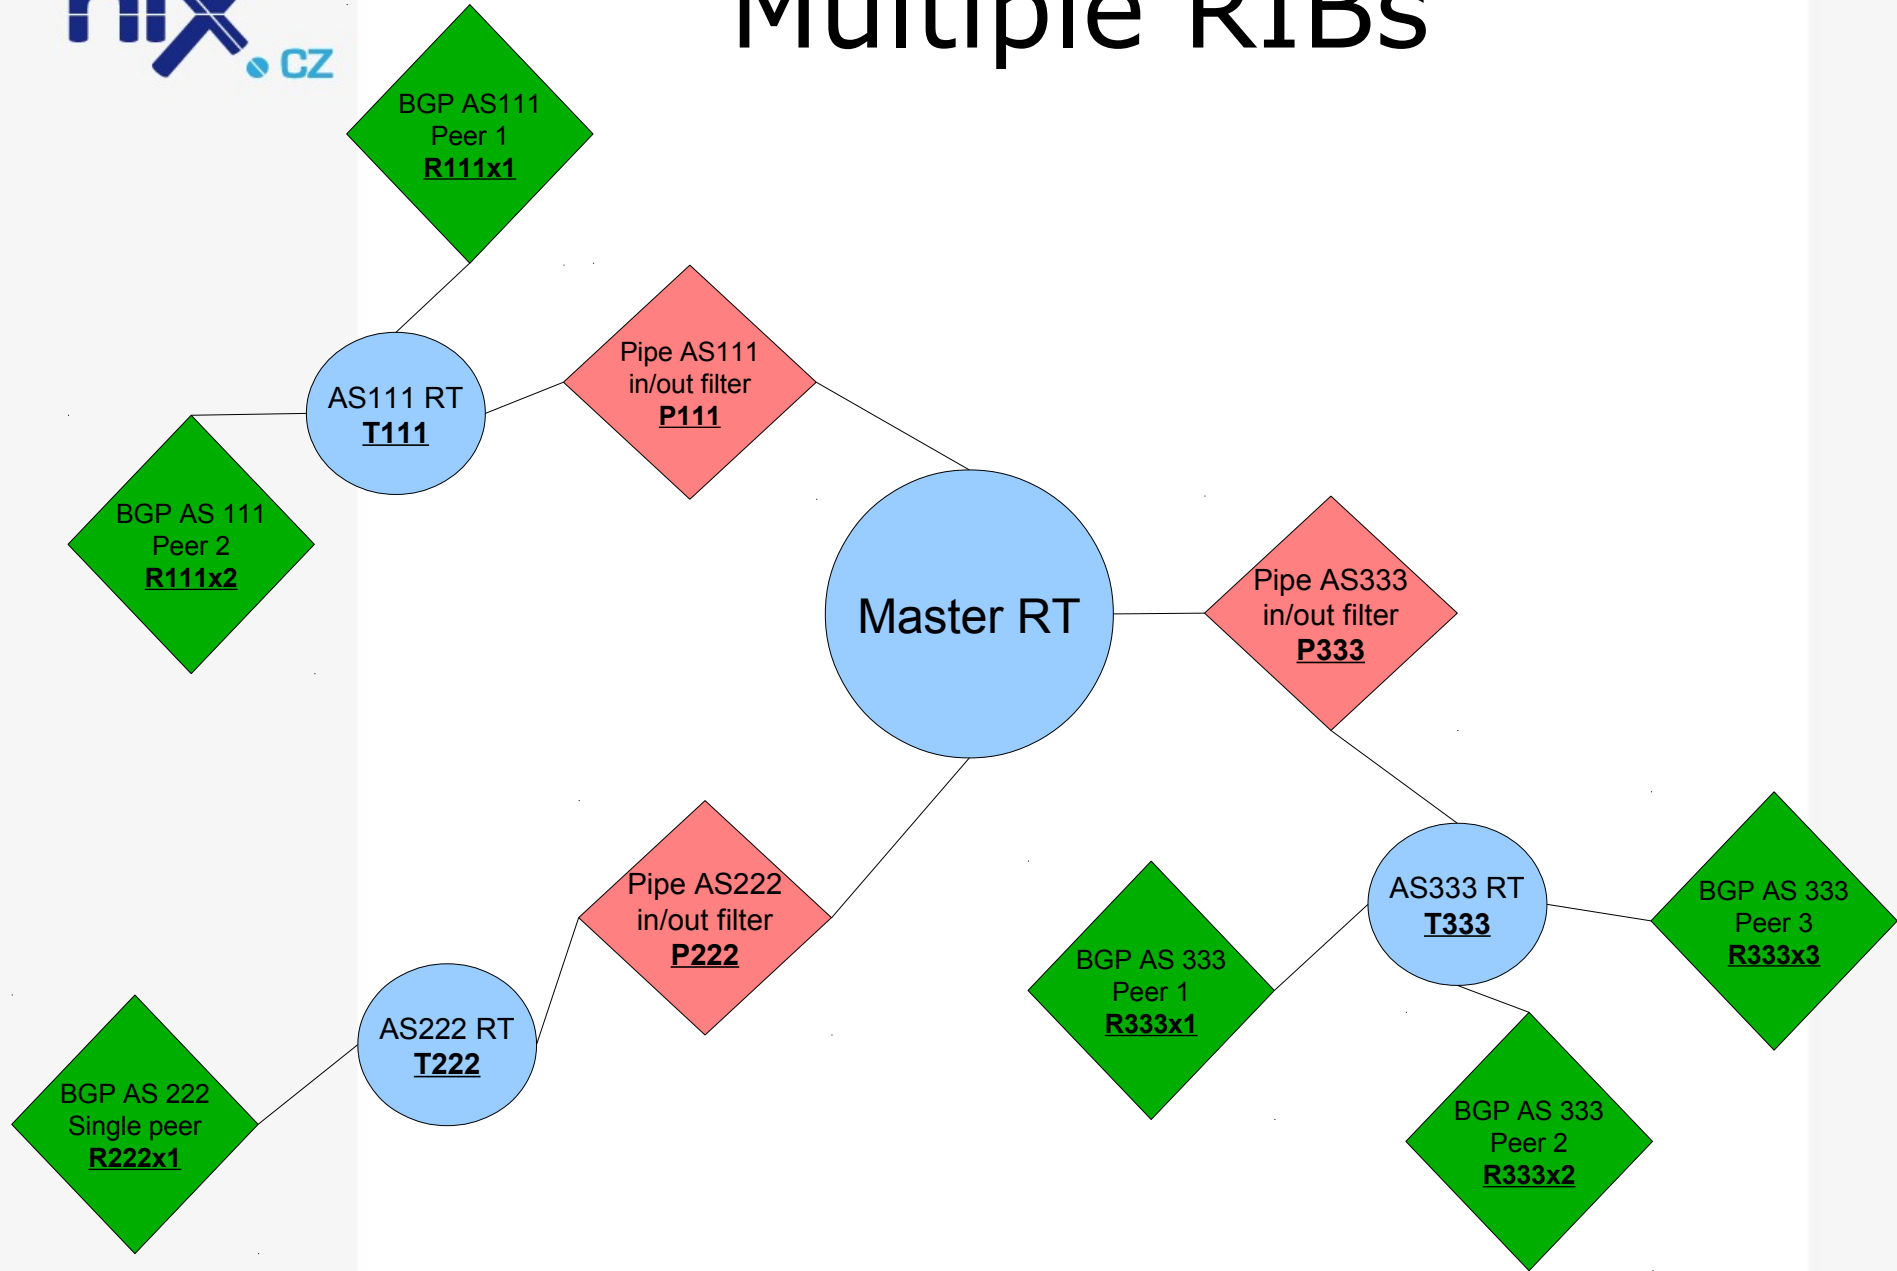 Multiple RIBs
nix.cz
BGP AS111
Peer 1
R111x1
Pipe AS111
in/out filter
P111
AS111 RT
T111
BGP AS 111
Peer 2
R111x2
Master RT
Pipe AS333
in/out filter
P333
Pipe AS222
in/out filter
P222
AS333 RT
T333
BGP AS 333
Peer 3
R333x3
BGP AS 333
Peer 1
R333x1
AS222 RT
T222
BGP AS 222
Single peer
R222x1
BGP AS 333
Peer 2
R333x2